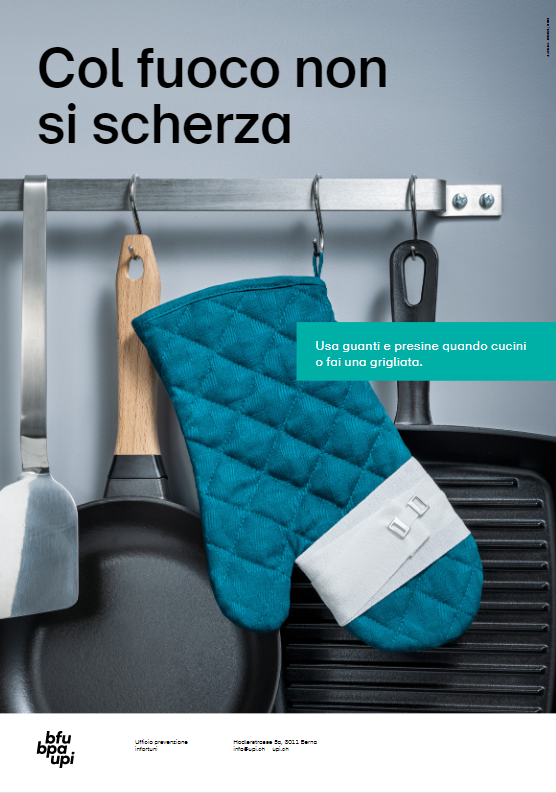 Col fuoco non
si scherza
Usa guanti e presine quando cucini
o fai una grigliata.
bfu
bpa
upi
Ufficio prevenzione
infortuni
Hodlerstrasse 5a, 3011 Berna
info@upi.ch upi.ch